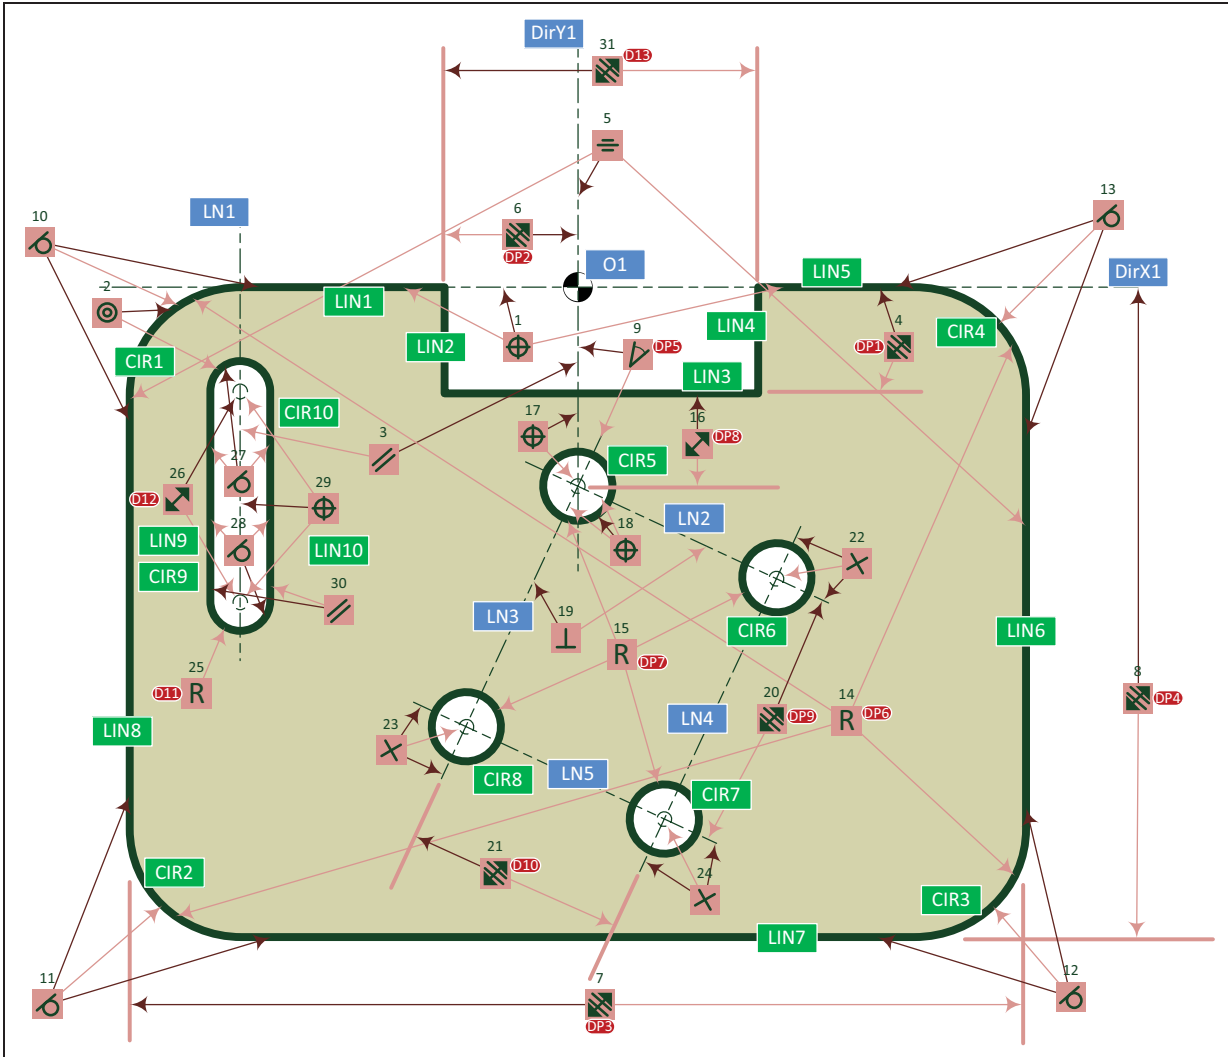 DirY1
31 D13
5
LN1
13
10
6
DP2
O1
DirX1
LIN5
2
LIN1
1
LIN4
4
DP1
CIR4
LIN2
9
DP5
CIR1
LIN3
CIR10
17
16
DP8
3
CIR5
27
26
D12
29
LN2
28
18
22
LIN9
LIN10
CIR9
30
LN3
19
15
R DP7
CIR6
LIN6
25
D11 R
LIN8
23
LN4
20
DP9
14
R DP6
8
DP4
CIR8
LN5
CIR7
21
D10
CIR2
24
CIR3
LIN7
11
7
DP3
12